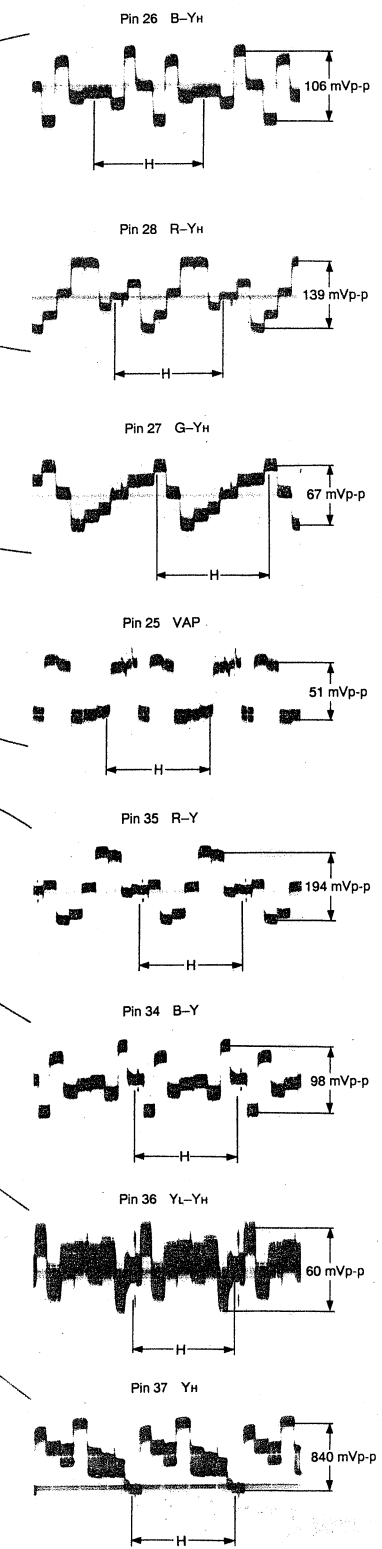 Pin 26 B–YH
106 mVp-p
H
Pin 28 R–YH
139 mVp-p
H
Pin 27 G–YH
67 mVp-p
H
Pin 25 VAP
51 mVp-p
H
Pin 35 R–Y
194 mVp-p
H
Pin 34 B–Y
98 mVp-p
H
Pin 36 YL–YH
60 mVp-p
H
Pin 37 YH
840 mVp-p
H